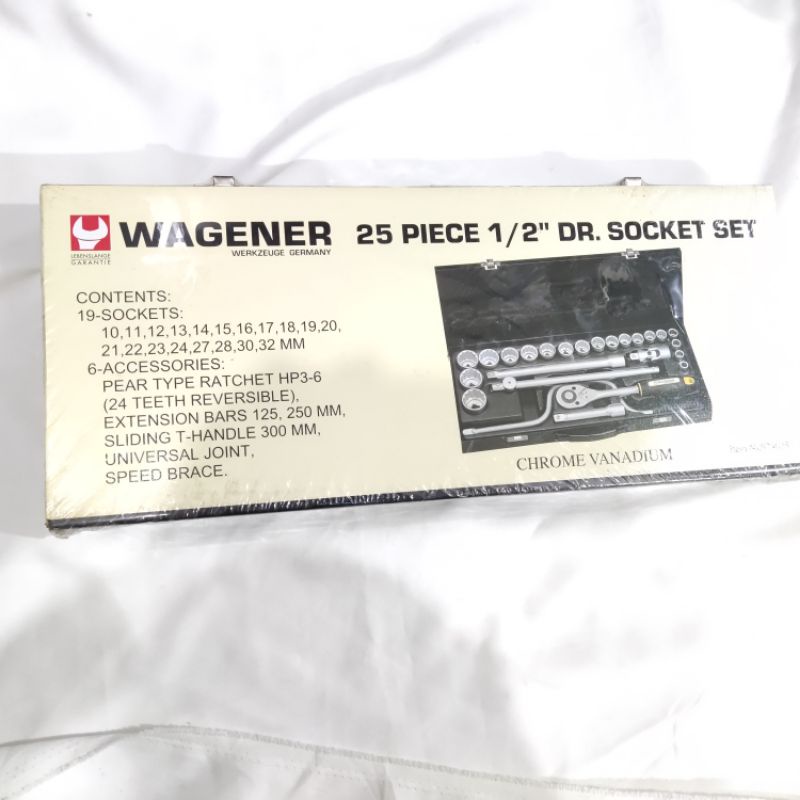 WAGENER
WERKZEUGE GERMANY
LEBENSLANGE
GARANTIE
25 PIECE 1/2" DR. SOCKET SET
CONTENTS:
19-SOCKETS:
10,11,12,13,14,15,16,17,18,19,20,
21,22,23,24,27,28,30,32 MM
6-ACCESSORIES:
PEAR TYPE RATCHET HP3-6
(24 TEETH REVERSIBLE),
EXTENSION BARS 125, 250 MM,
SLIDING T-HANDLE 300 MM,
UNIVERSAL JOINT,
SPEED BRACE.
CHROME VANADIUM